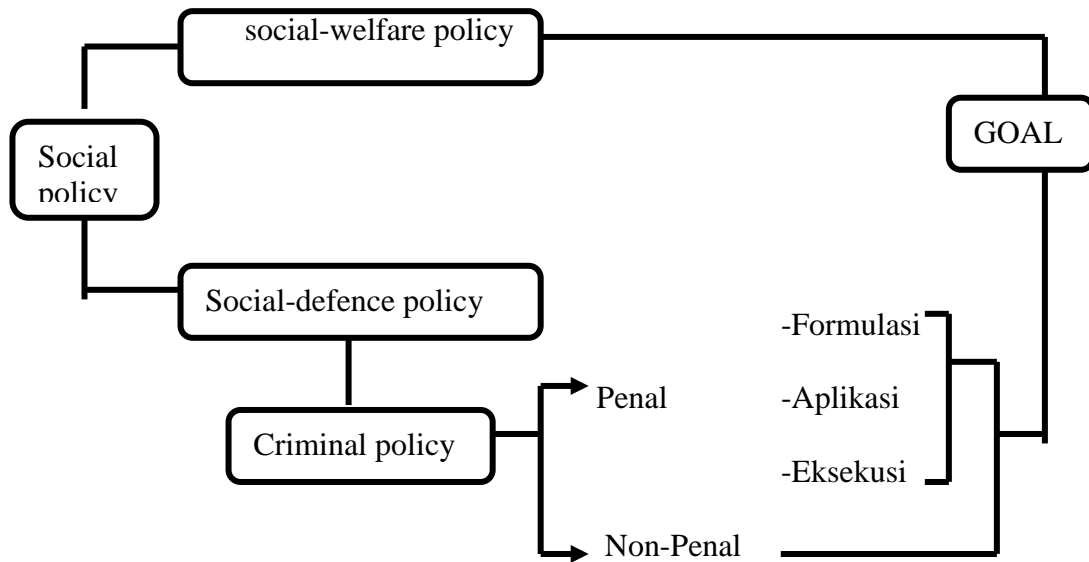 social-welfare policy
GOAL
Social
policy
Social-defence policy
-Formulasi
Penal
-Aplikasi
Criminal policy
-Eksekusi
Non-Penal